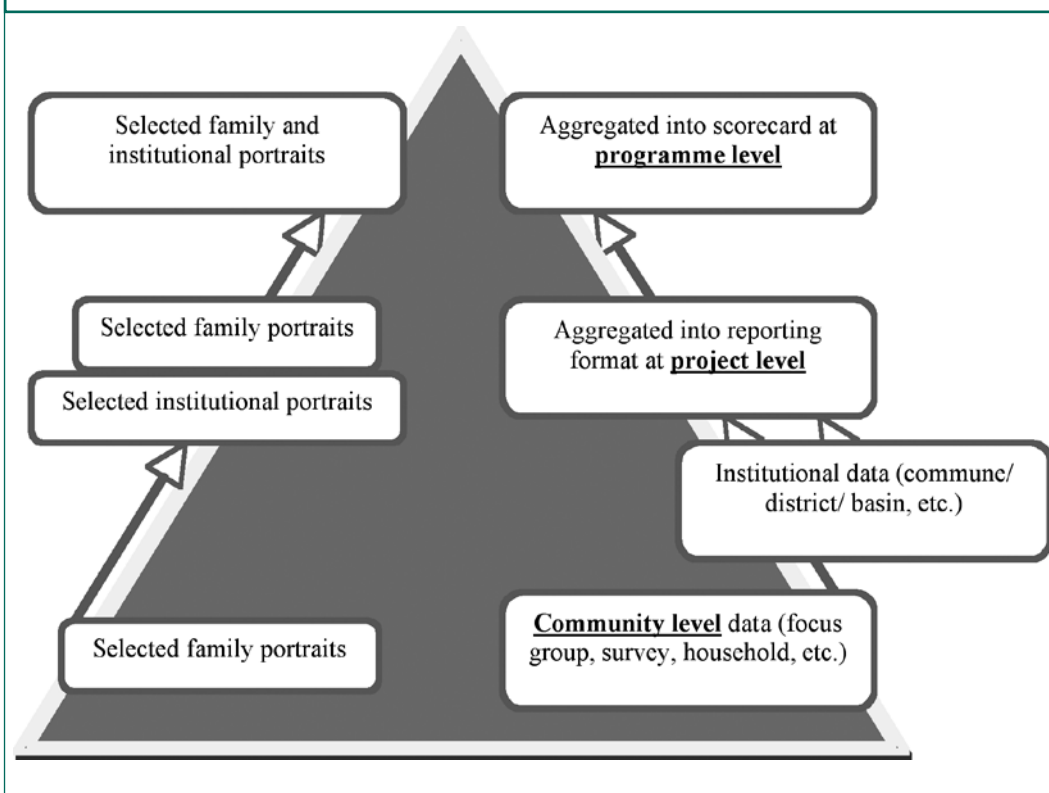 Selected family and
institutional portraits
Aggregated into scorecard at
programme level
Selected family portraits
Selected institutional portraits
Aggregated into reporting
format at project level
Institutional data (commune/
district/ basin, etc.)
Selected family portraits
Community level data (focus
group, survey, household, etc.)